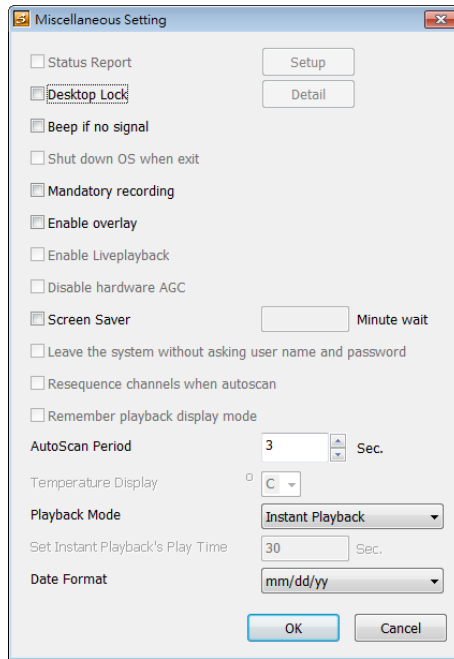 Miscellaneous Setting
Status Report Setup
Desktop Lock Detail
Beep if no signal
Shut down OS when exit
Mandatory recording
Enable overlay
Enable Liveplayback
Disable hardware AGC
Screen Saver Minute wait
Leave the system without asking user name and password
Resequence channels when autoscan
Remember playback display mode
AutoScan Period 3 Sec.
Temperature Display o C
Playback Mode Instant Playback
Set Instant Playback's Play Time 30 Sec.
Date Format mm/dd/yy
OK Cancel